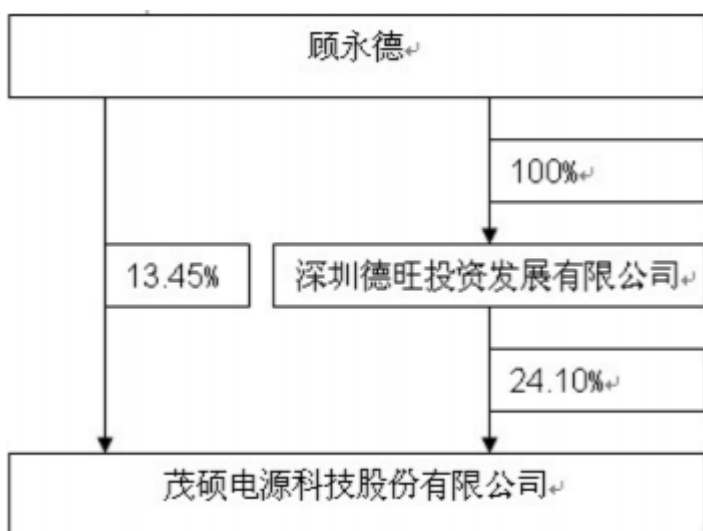 顾永德
100%
13.45%
深圳德旺投资发展有限公司
24.10%
茂硕电源科技股份有限公司